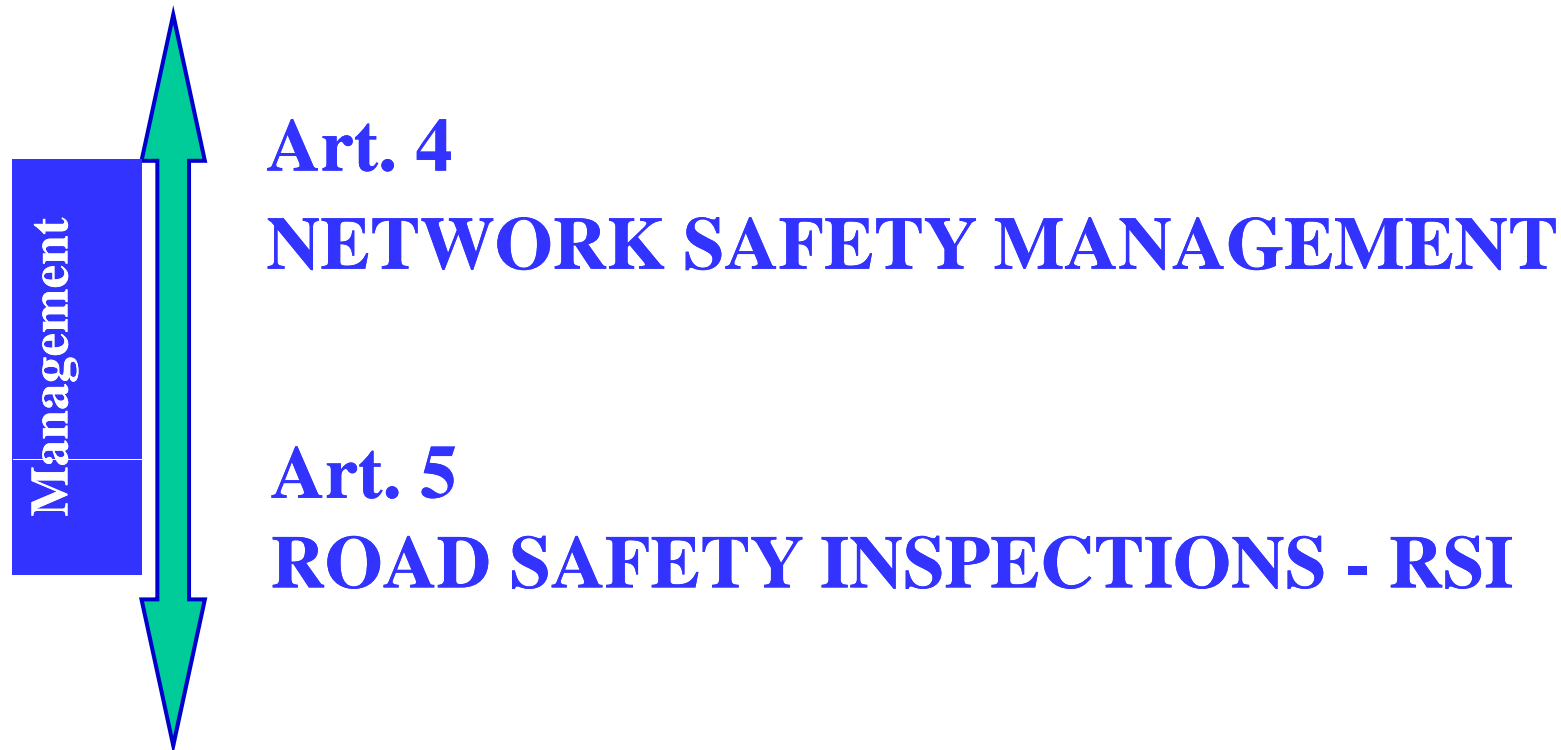 Management
Art. 4
NETWORK SAFETY MANAGEMENT
Art. 5
ROAD SAFETY INSPECTIONS - RSI